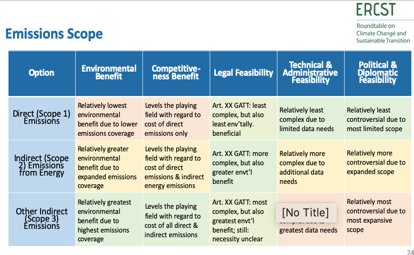 ERCST
Roundtable on
Climate Change and
Sustainable Transition
Emissions Scope
Option
Environmental
Benefit
Competitive-
ness Benefit
Legal Feasibility
Technical &
Administrative
Feasibility
Political &
Diplomatic
Feasibility
Direct (Scope 1)
Emissions
Relatively lowest
environmental
benefit due to lower
emissions coverage
Levels the playing
field with regard to
cost of direct
emissions only
Art. XX GATT: least
complex, but also
least env'tally.
beneficial
Relatively least
complex due to
limited data needs
Relatively least
controversial due to
most limited scope
Indirect (Scope
2) Emissions
from Energy
Relatively greater
environmental
benefit due to
expanded emissions
coverage
Levels the playing
field with regard to
cost of direct
emissions & indirect
energy emissions
Art. XX GATT: more
complex, but also
greater envt'l
benefit
Relatively more
complex due to
additional data
needs
Relatively more
controversial due to
expanded scope
Other Indirect
(Scope 3)
Emissions
Relatively greatest
environmental
benefit due to
highest emissions
coverage
Levels the playing
field with regard to
cost of all direct &
indirect emissions
Art. XX GATT: most
complex, but also
greatest envt'l
benefit; still:
necessity unclear
[No Title]
greatest data needs
Relatively most
controversial due to
most expansive
scope
24